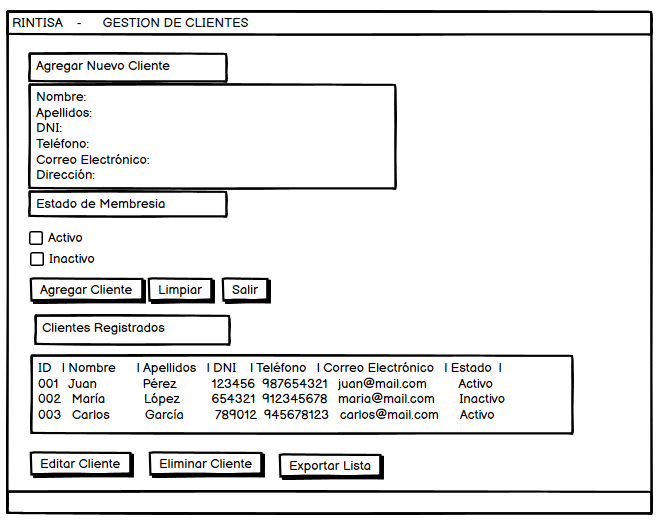 RINTISA - GESTION DE CLIENTES
Agregar Nuevo Cliente
Nombre:
Apellidos:
DNI:
Teléfono:
Correo Electrónico:
Dirección:
Estado de Membresia
Activo
Inactivo
Agregar Cliente Limpiar Salir
Clientes Registrados
ID | Nombre | Apellidos | DNI | Teléfono | Correo Electrónico | Estado |
001 Juan Pérez 123456 987654321 juan@mail.com Activo
002 María López 654321 912345678 maria@mail.com Inactivo
003 Carlos García 789012 945678123 carlos@mail.com Activo
Editar Cliente Eliminar Cliente Exportar Lista